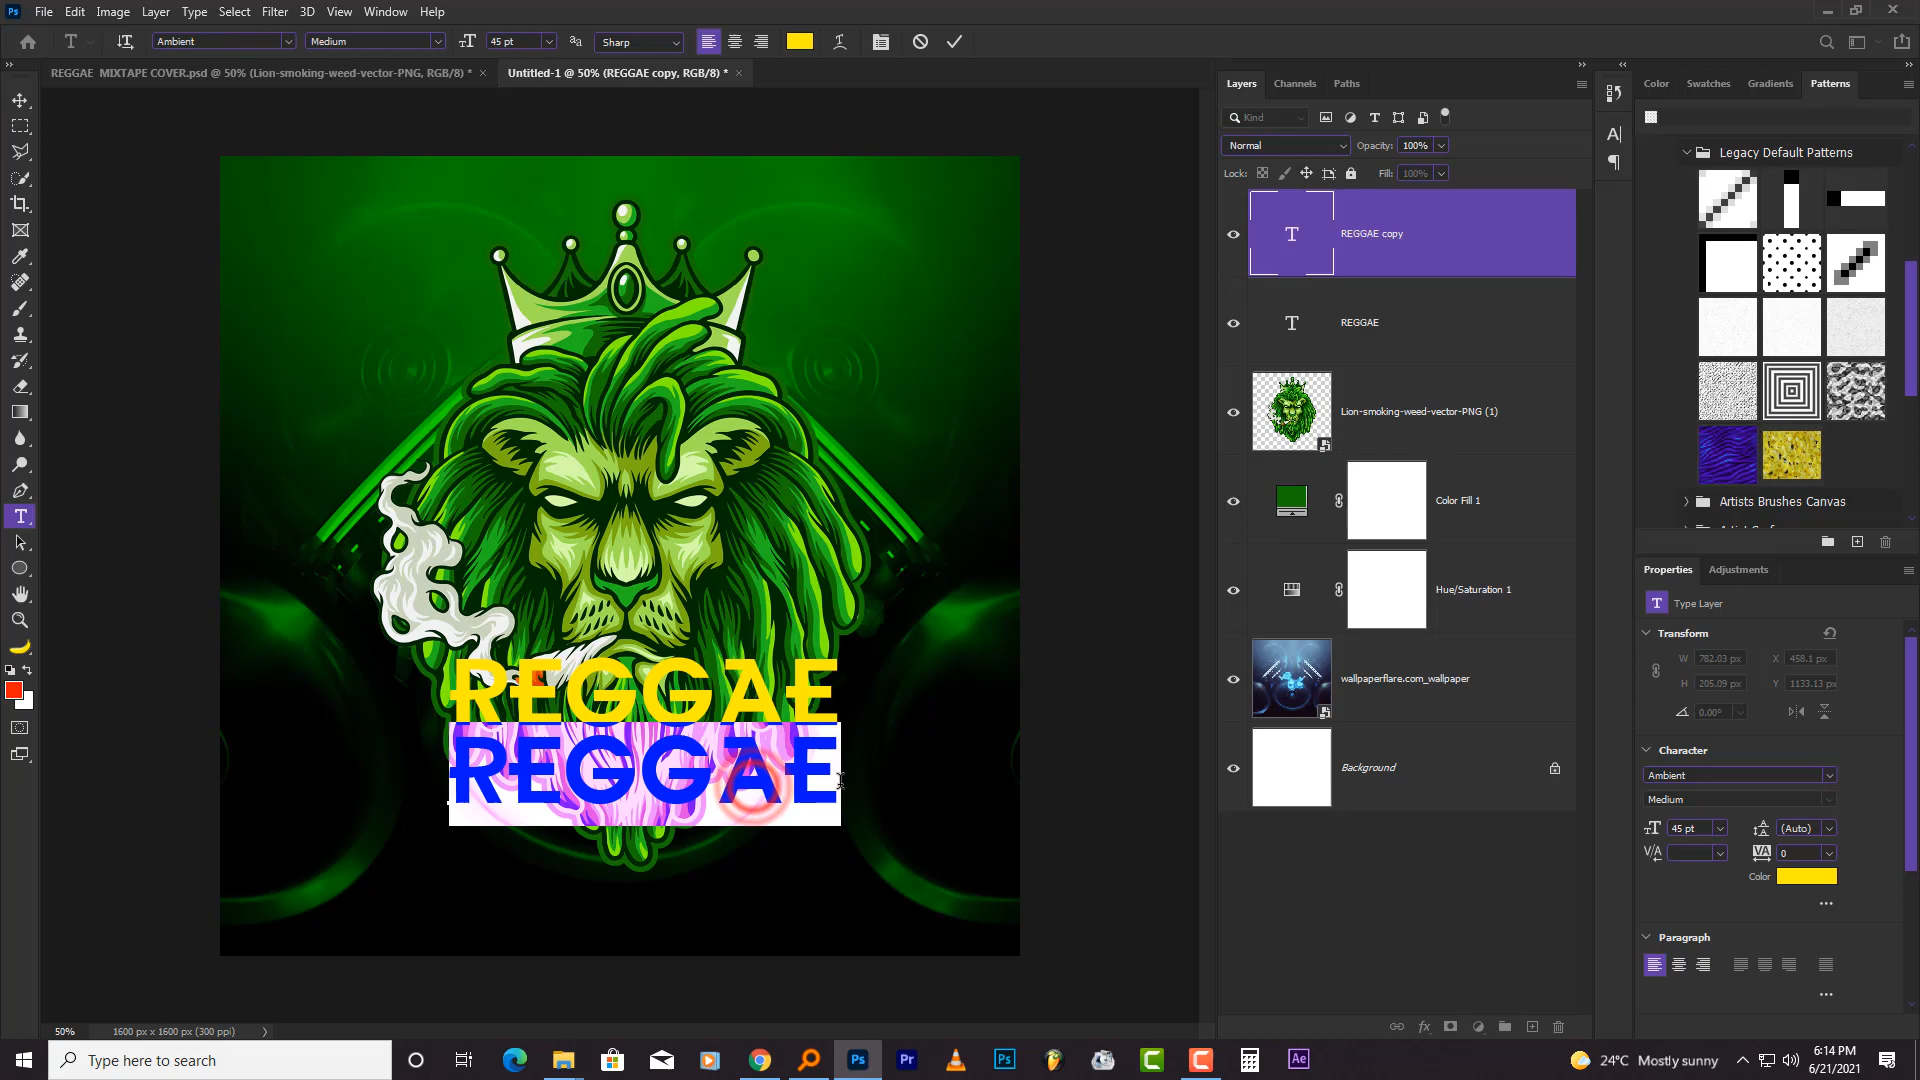 Ps File Edit Image Layer Type Select Filter 3D View Window Help
Ambient Medium 45 pt Sharp
REGGAE MIXTAPE COVER.psd @ 50% (Lion-smoking-weed-vector-PNG, RGB/8) * × Untitled-1 @ 50% (REGGAE copy, RGB/8) * ×
Layers Channels Paths
Kind
Normal Opacity: 100%
Lock: Fill: 100%
REGGAE copy
REGGAE
Lion-smoking-weed-vector-PNG (1)
Color Fill 1
Hue/Saturation 1
wallpaperflare.com_wallpaper
Background
Color Swatches Gradients Patterns
Legacy Default Patterns
Artists Brushes Canvas
Properties Adjustments
Type Layer
Transform
W 782.03 px X 458.1 px
H 205.09 px Y 1133.13 px
0.00°
Character
Ambient
Medium
45 pt (Auto)
0
Color
Paragraph
REGGAE
REGGAE
50% 1600 px x 1600 px (300 ppi)
Type here to search
Ps Pr Ps Ae
24°C Mostly sunny
6:14 PM
6/21/2021